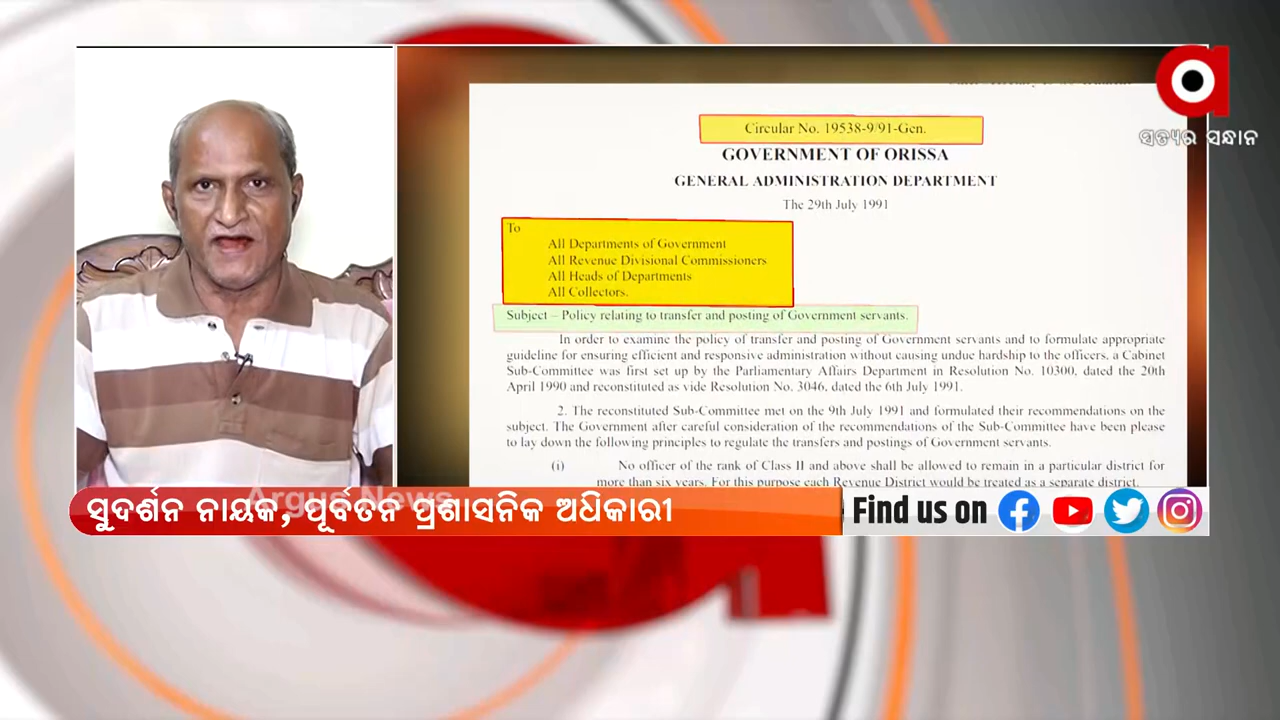 ସତ୍ୟର ସନ୍ଧାନ
Circular No. 19538-9/91-Gen.
GOVERNMENT OF ORISSA
GENERAL ADMINISTRATION DEPARTMENT
The 29th July 1991
To
All Departments of Government
All Revenue Divisional Commissioners
All Heads of Departments
All Collectors.
Subject – Policy relating to transfer and posting of Government servants.
In order to examine the policy of transfer and posting of Government servants and to formulate appropriate
guideline for ensuring efficient and responsive administration without causing undue hardship to the officers, a Cabinet
Sub-Committee was first set up by the Parliamentary Affairs Department in Resolution No. 10300, dated the 20th
April 1990 and reconstituted as vide Resolution No. 3046, dated the 6th July 1991.
2. The reconstituted Sub-Committee met on the 9th July 1991 and formulated their recommendations on the
subject. The Government after careful consideration of the recommendations of the Sub-Committee have been please
to lay down the following principles to regulate the transfers and postings of Government servants.
(i) No officer of the rank of Class II and above shall be allowed to remain in a particular district for
more than six years. For this purpose each Revenue District would be treated as a separate district.
Argus News
ସୁଦର୍ଶନ ନାୟକ, ପୂର୍ବତନ ପ୍ରଶାସନିକ ଅଧିକାରୀ
Find us on